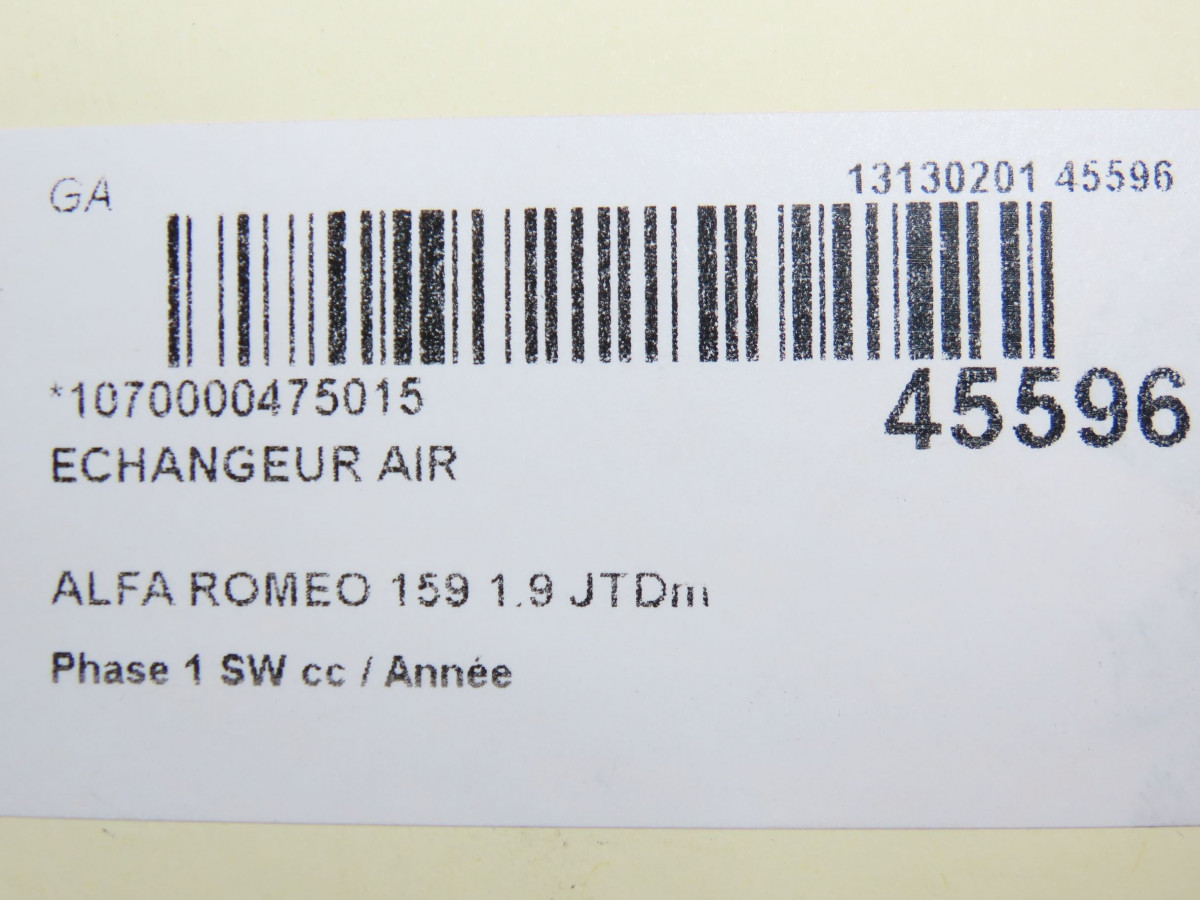 GA
13130201 45596
*1070000475015
45596
ECHANGEUR AIR
ALFA ROMEO 159 1.9 JTDm
Phase 1 SW cc / Année